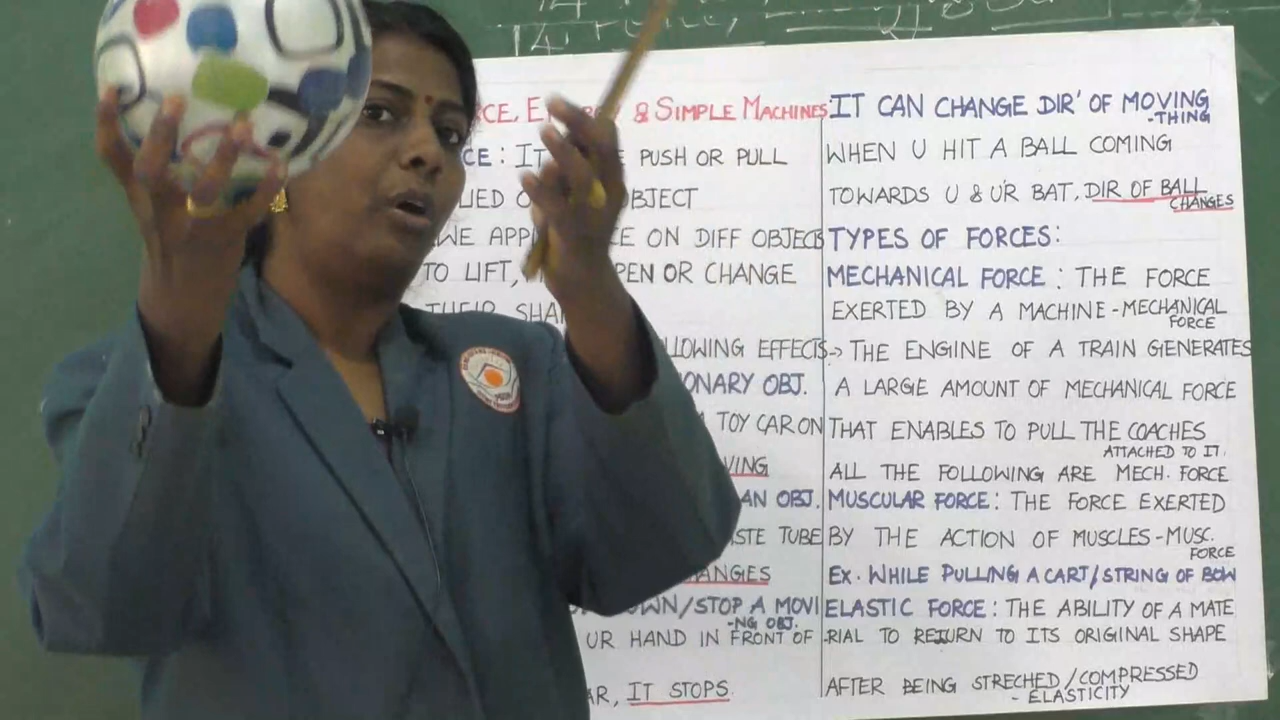 14
14
RCE, E & SIMPLE MACHINES
CE: IT PUSH OR PULL
LIED O OBJECT
WE APP CE ON DIFF OBJECTS
TO LIFT, PEN OR CHANGE
THEIR SHA
LLOWING EFFECTS
ONARY OBJ.
A TOY CAR ON
VING
AN OBJ.
STE TUBE
ANGES
OWN/STOP A MOVI
-NG OBJ.
UR HAND IN FRONT OF
AR, IT STOPS.
IT CAN CHANGE DIR' OF MOVING
-THING
WHEN U HIT A BALL COMING
TOWARDS U & U'R BAT, DIR OF BALL
CHANGES
TYPES OF FORCES:
MECHANICAL FORCE : THE FORCE
EXERTED BY A MACHINE - MECHANICAL
FORCE
-> THE ENGINE OF A TRAIN GENERATES
A LARGE AMOUNT OF MECHANICAL FORCE
THAT ENABLES TO PULL THE COACHES
ATTACHED TO IT.
ALL THE FOLLOWING ARE MECH. FORCE
MUSCULAR FORCE : THE FORCE EXERTED
BY THE ACTION OF MUSCLES - MUSC.
FORCE
EX. WHILE PULLING A CART/STRING OF BOW
ELASTIC FORCE : THE ABILITY OF A MATE
-RIAL TO RETURN TO ITS ORIGINAL SHAPE
AFTER BEING STRECHED /COMPRESSED
- ELASTICITY